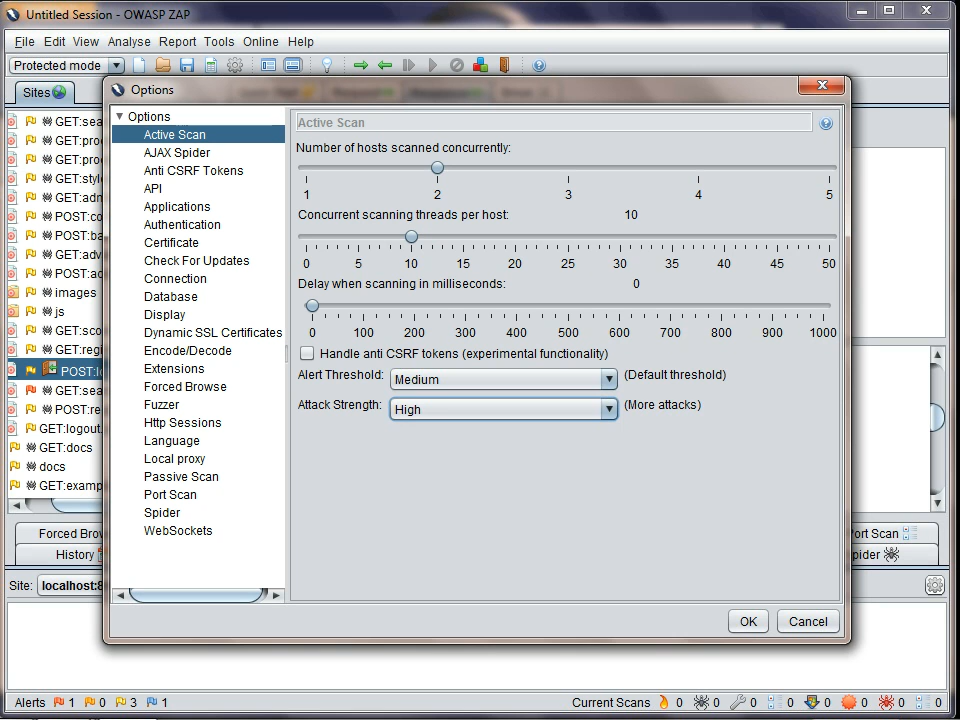 Untitled Session - OWASP ZAP
File Edit View Analyse Report Tools Online Help
Protected mode
Sites
GET:sea
GET:pro
GET:pro
GET:styl
GET:adn
POST:co
POST:ba
GET:adv
POST:ad
images
js
GET:sco
GET:regi
POST:lo
GET:sea
POST:re
GET:logout.
GET:docs
docs
GET:examp
Options
Options
Active Scan
AJAX Spider
Anti CSRF Tokens
API
Applications
Authentication
Certificate
Check For Updates
Connection
Database
Display
Dynamic SSL Certificates
Encode/Decode
Extensions
Forced Browse
Fuzzer
Http Sessions
Language
Local proxy
Passive Scan
Port Scan
Spider
WebSockets
Active Scan
Number of hosts scanned concurrently:
1 2 3 4 5
Concurrent scanning threads per host: 10
0 5 10 15 20 25 30 35 40 45 50
Delay when scanning in milliseconds: 0
0 100 200 300 400 500 600 700 800 900 1000
Handle anti CSRF tokens (experimental functionality)
Alert Threshold: Medium (Default threshold)
Attack Strength: High (More attacks)
OK Cancel
Forced Brow
ort Scan
History
pider
Site: localhost:8
Alerts 1 0 3 1
Current Scans 0 0 0 0 0 0 0 0